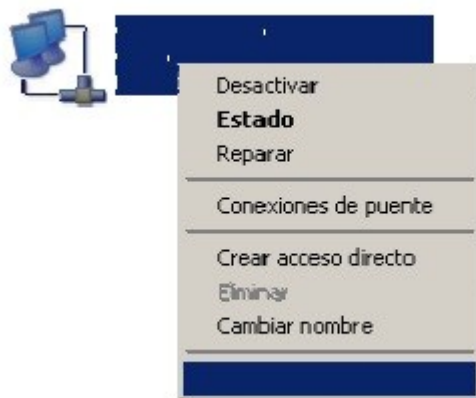 Desactivar
Estado
Reparar
Conexiones de puente
Crear acceso directo
Eliminar
Cambiar nombre